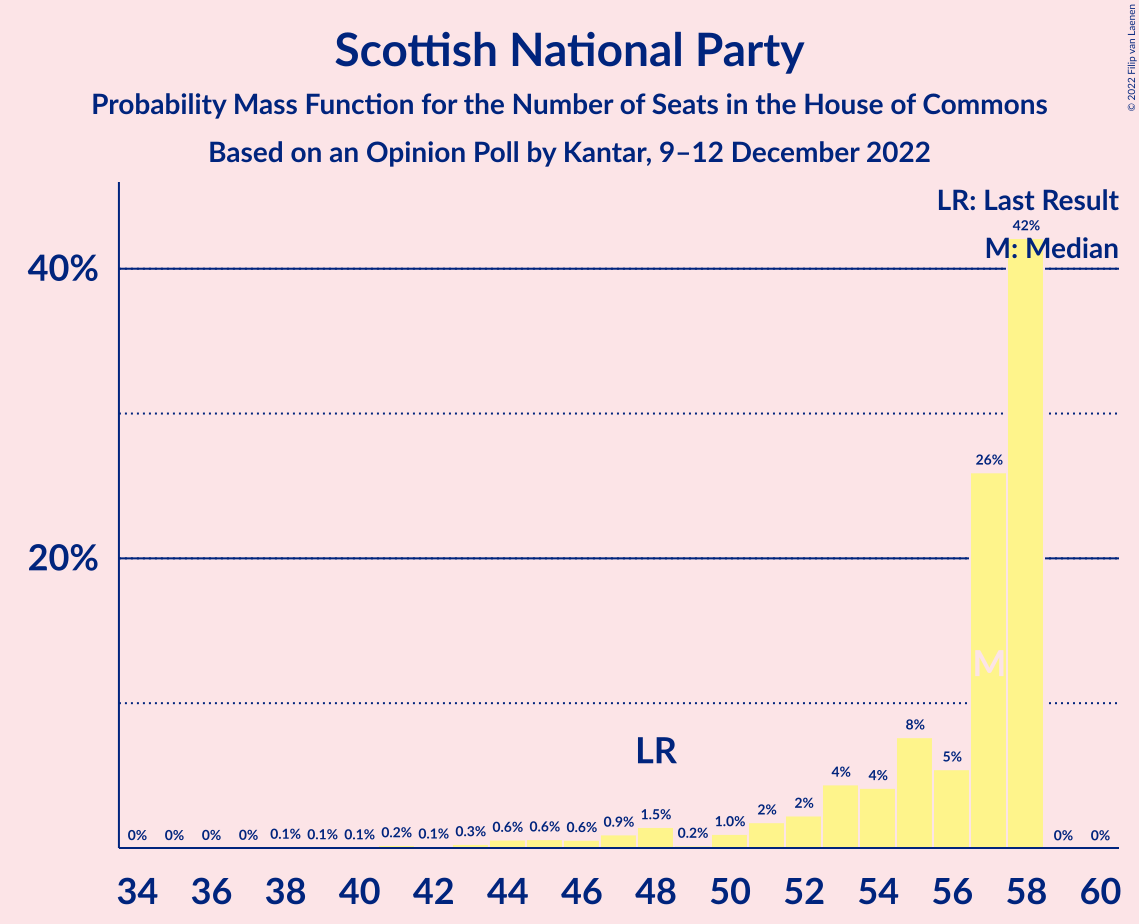 Scottish National Party
Probability Mass Function for the Number of Seats in the House of Commons
Based on an Opinion Poll by Kantar, 9–12 December 2022
© 2022 Filip van Laenen
LR: Last Result
M: Median
40%
20%
0% 0% 0% 0% 0.1% 0.1% 0.1% 0.2% 0.1% 0.3% 0.6% 0.6% 0.6% 0.9% 1.5% 0.2% 1.0% 2% 2% 4% 4% 8% 5% 26% 42% 0% 0%
LR
M
34 36 38 40 42 44 46 48 50 52 54 56 58 60